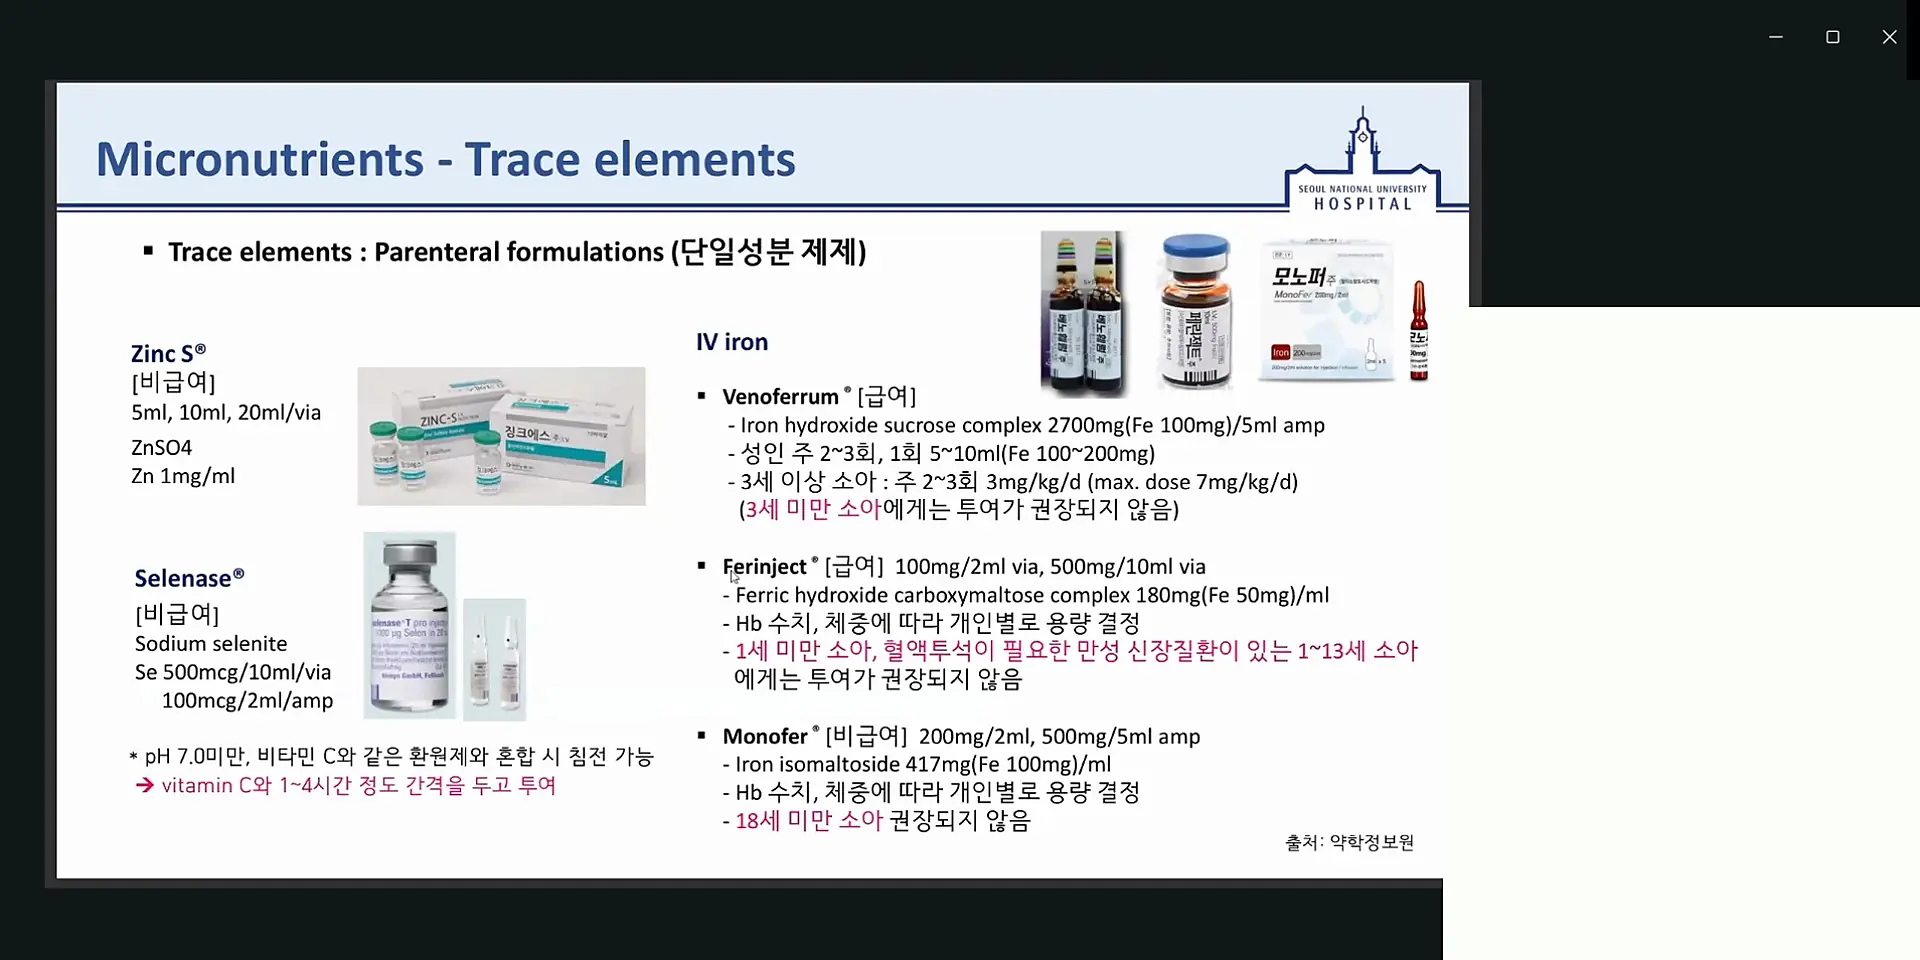 Micronutrients - Trace elements
SEOUL NATIONAL UNIVERSITY
HOSPITAL
▪ Trace elements : Parenteral formulations (단일성분 제제)
모노퍼주
MonoFer 200mg/2ml
Iron
Zinc S®
[비급여]
5ml, 10ml, 20ml/via
ZnSO4
Zn 1mg/ml
ZINC-S
징크에스 주 I.V
Selenase®
[비급여]
Sodium selenite
Se 500mcg/10ml/via
100mcg/2ml/amp
* pH 7.0미만, 비타민 C와 같은 환원제와 혼합 시 침전 가능
→ vitamin C와 1~4시간 정도 간격을 두고 투여
IV iron
▪ Venoferrum® [급여]
- Iron hydroxide sucrose complex 2700mg(Fe 100mg)/5ml amp
- 성인 주 2~3회, 1회 5~10ml(Fe 100~200mg)
- 3세 이상 소아 : 주 2~3회 3mg/kg/d (max. dose 7mg/kg/d)
(3세 미만 소아에게는 투여가 권장되지 않음)
▪ Ferinject® [급여] 100mg/2ml via, 500mg/10ml via
- Ferric hydroxide carboxymaltose complex 180mg(Fe 50mg)/ml
- Hb 수치, 체중에 따라 개인별로 용량 결정
- 1세 미만 소아, 혈액투석이 필요한 만성 신장질환이 있는 1~13세 소아
에게는 투여가 권장되지 않음
▪ Monofer® [비급여] 200mg/2ml, 500mg/5ml amp
- Iron isomaltoside 417mg(Fe 100mg)/ml
- Hb 수치, 체중에 따라 개인별로 용량 결정
- 18세 미만 소아 권장되지 않음
출처: 약학정보원